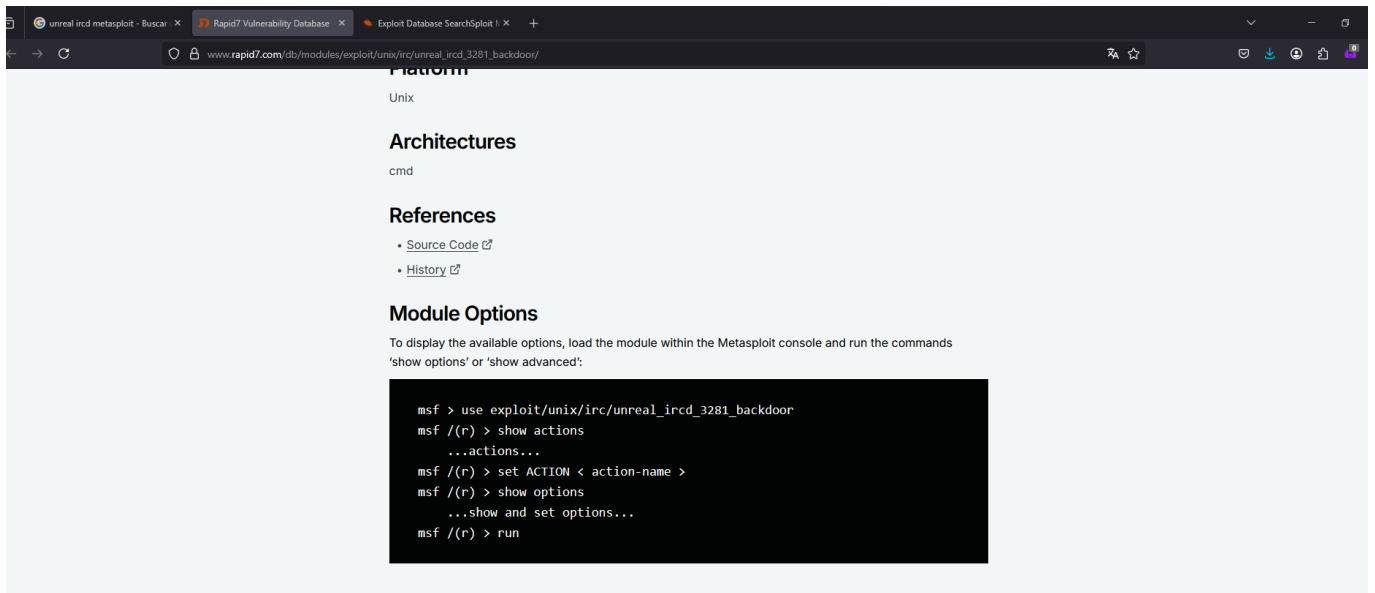 unreal ircd metasploit - Buscar
Rapid7 Vulnerability Database
Exploit Database SearchSploit
www.rapid7.com/db/modules/exploit/unix/irc/unreal_ircd_3281_backdoor/
0
Platform
Unix
Architectures
cmd
References
• Source Code
• History
Module Options
To display the available options, load the module within the Metasploit console and run the commands
‘show options’ or ‘show advanced’:
msf > use exploit/unix/irc/unreal_ircd_3281_backdoor
msf /(r) > show actions
...actions...
msf /(r) > set ACTION < action-name >
msf /(r) > show options
...show and set options...
msf /(r) > run